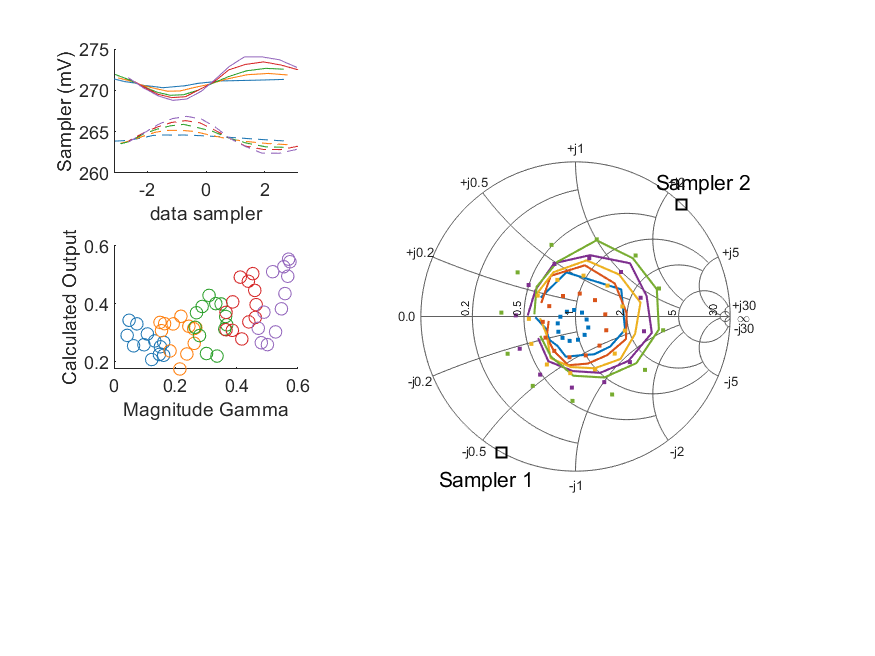 275
270
265
260
Sampler (mV)
-2
0
2
data sampler
0.6
0.4
0.2
Calculated Output
0
0.2
0.4
0.6
Magnitude Gamma
+j1
+j0.5
Sampler 2
+j0.2
+j5
0.0
0.2
0.5
1
2
5
30
+j30
∞
-j30
-j0.2
-j5
-j0.5
-j2
Sampler 1
-j1